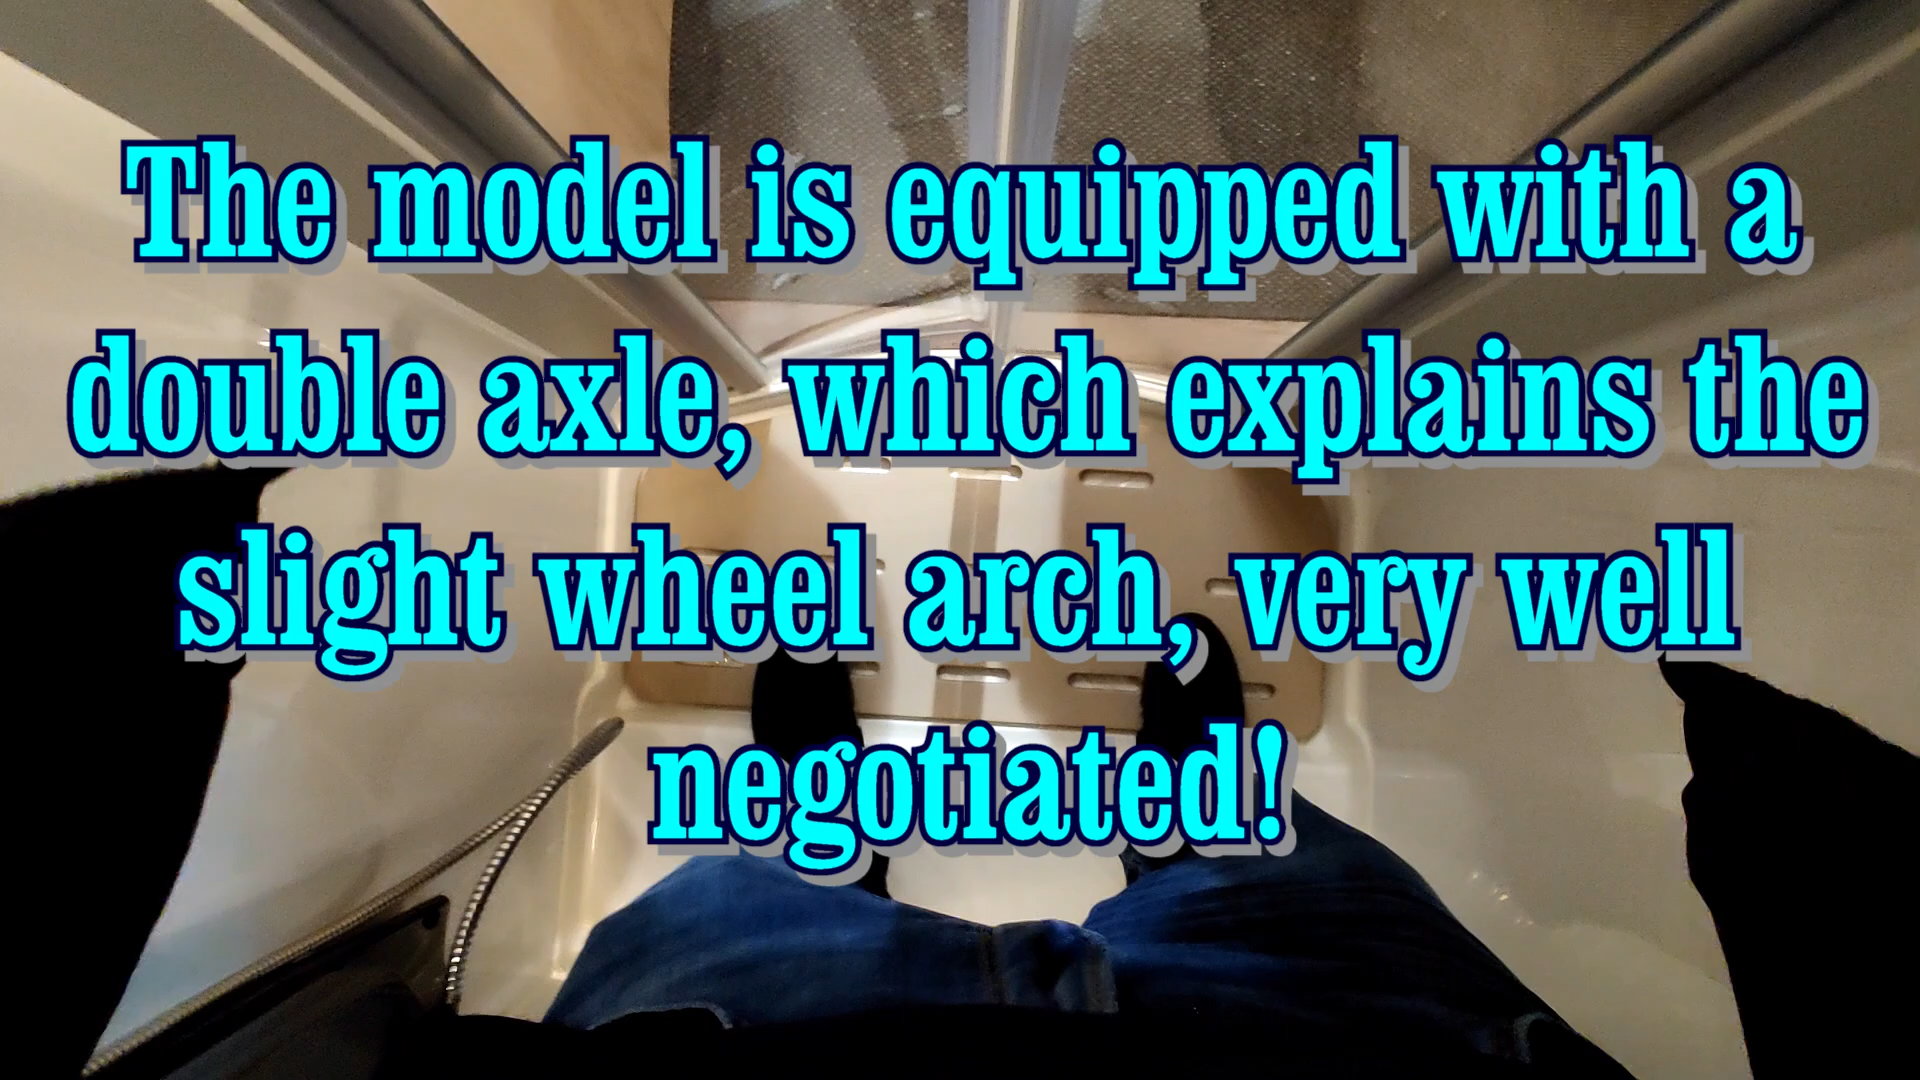 The model is equipped with a
double axle, which explains the
slight wheel arch, very well
negotiated!